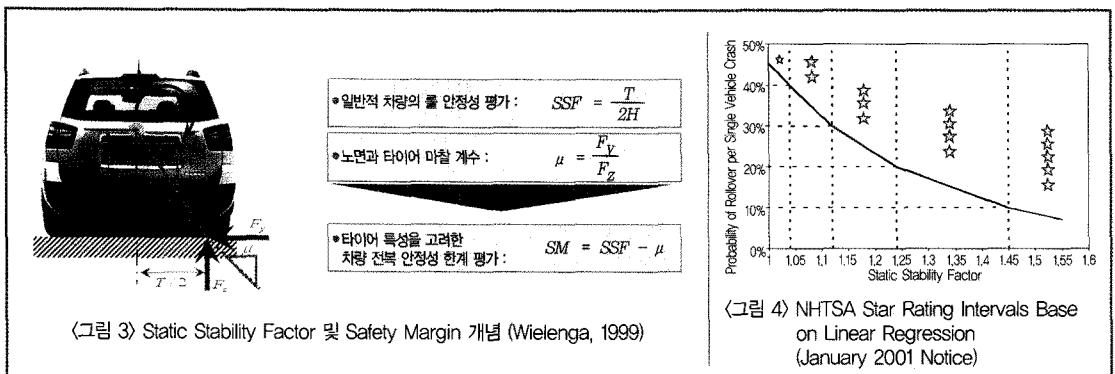 •일반적 차량의 롤 안정성 평가 : SSF = T / 2H
•노면과 타이어 마찰 계수 : μ = Fy / Fz
•타이어 특성을 고려한
차량 전복 안정성 한계 평가 : SM = SSF - μ
Fy
μ
T/2
Fz
〈그림 3〉 Static Stability Factor 및 Safety Margin 개념 (Wielenga, 1999)
Probability of Rollover per Single Vehicle Crash
50%
40%
30%
20%
10%
0%
1 1,05 1,1 1,15 1,2 1,25 1,3 1,35 1,4 1,45 1,5 1,55 1,6
Static Stability Factor
〈그림 4〉 NHTSA Star Rating Intervals Base
on Linear Regression
(January 2001 Notice)